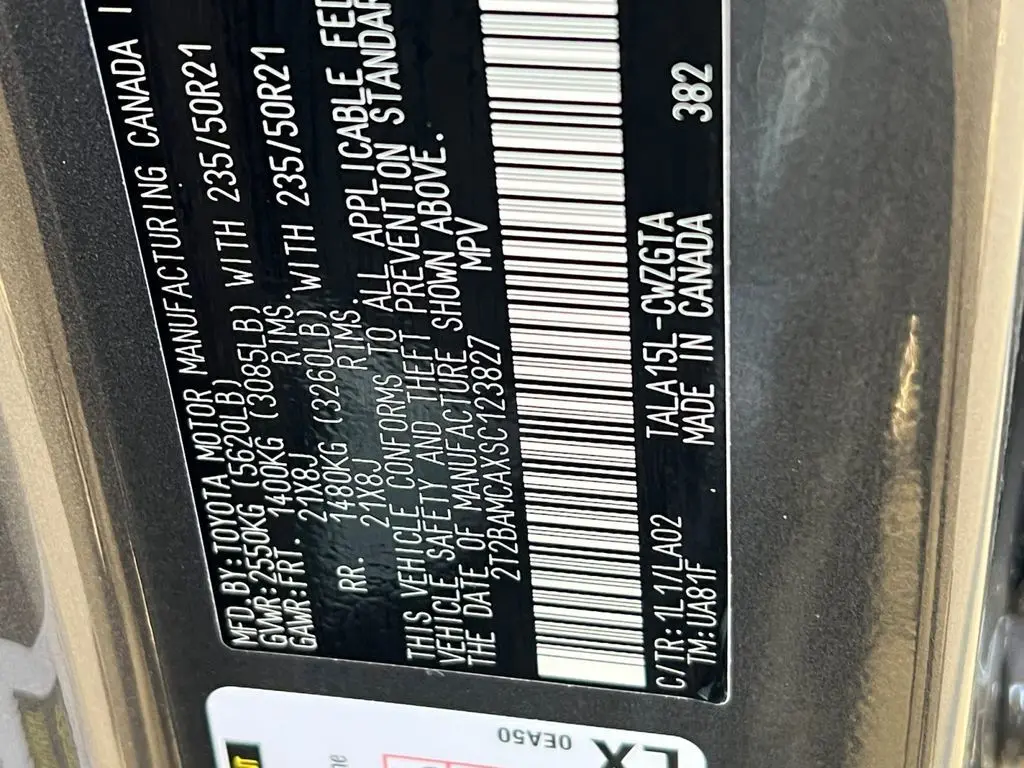 MFD.BY:TOYOTA MOTOR MANUFACTURING CANADA I
GVWR:2550KG (5620LB)
GAWR:FRT. 1400KG (3085LB) WITH 235/50R21
21X8J RIMS.
RR. 1480KG (3260LB) WITH 235/50R21
21X8J RIMS.
THIS VEHICLE CONFORMS TO ALL APPLICABLE FED
VEHICLE SAFETY AND THEFT PREVENTION STANDAR
THE DATE OF MANUFACTURE SHOWN ABOVE.
2T2BAMCAXSC123827 MPV
C/TR:1L1/LA02 TALA15L-CWZGTA 382
TM:UA81F MADE IN CANADA
0EA50